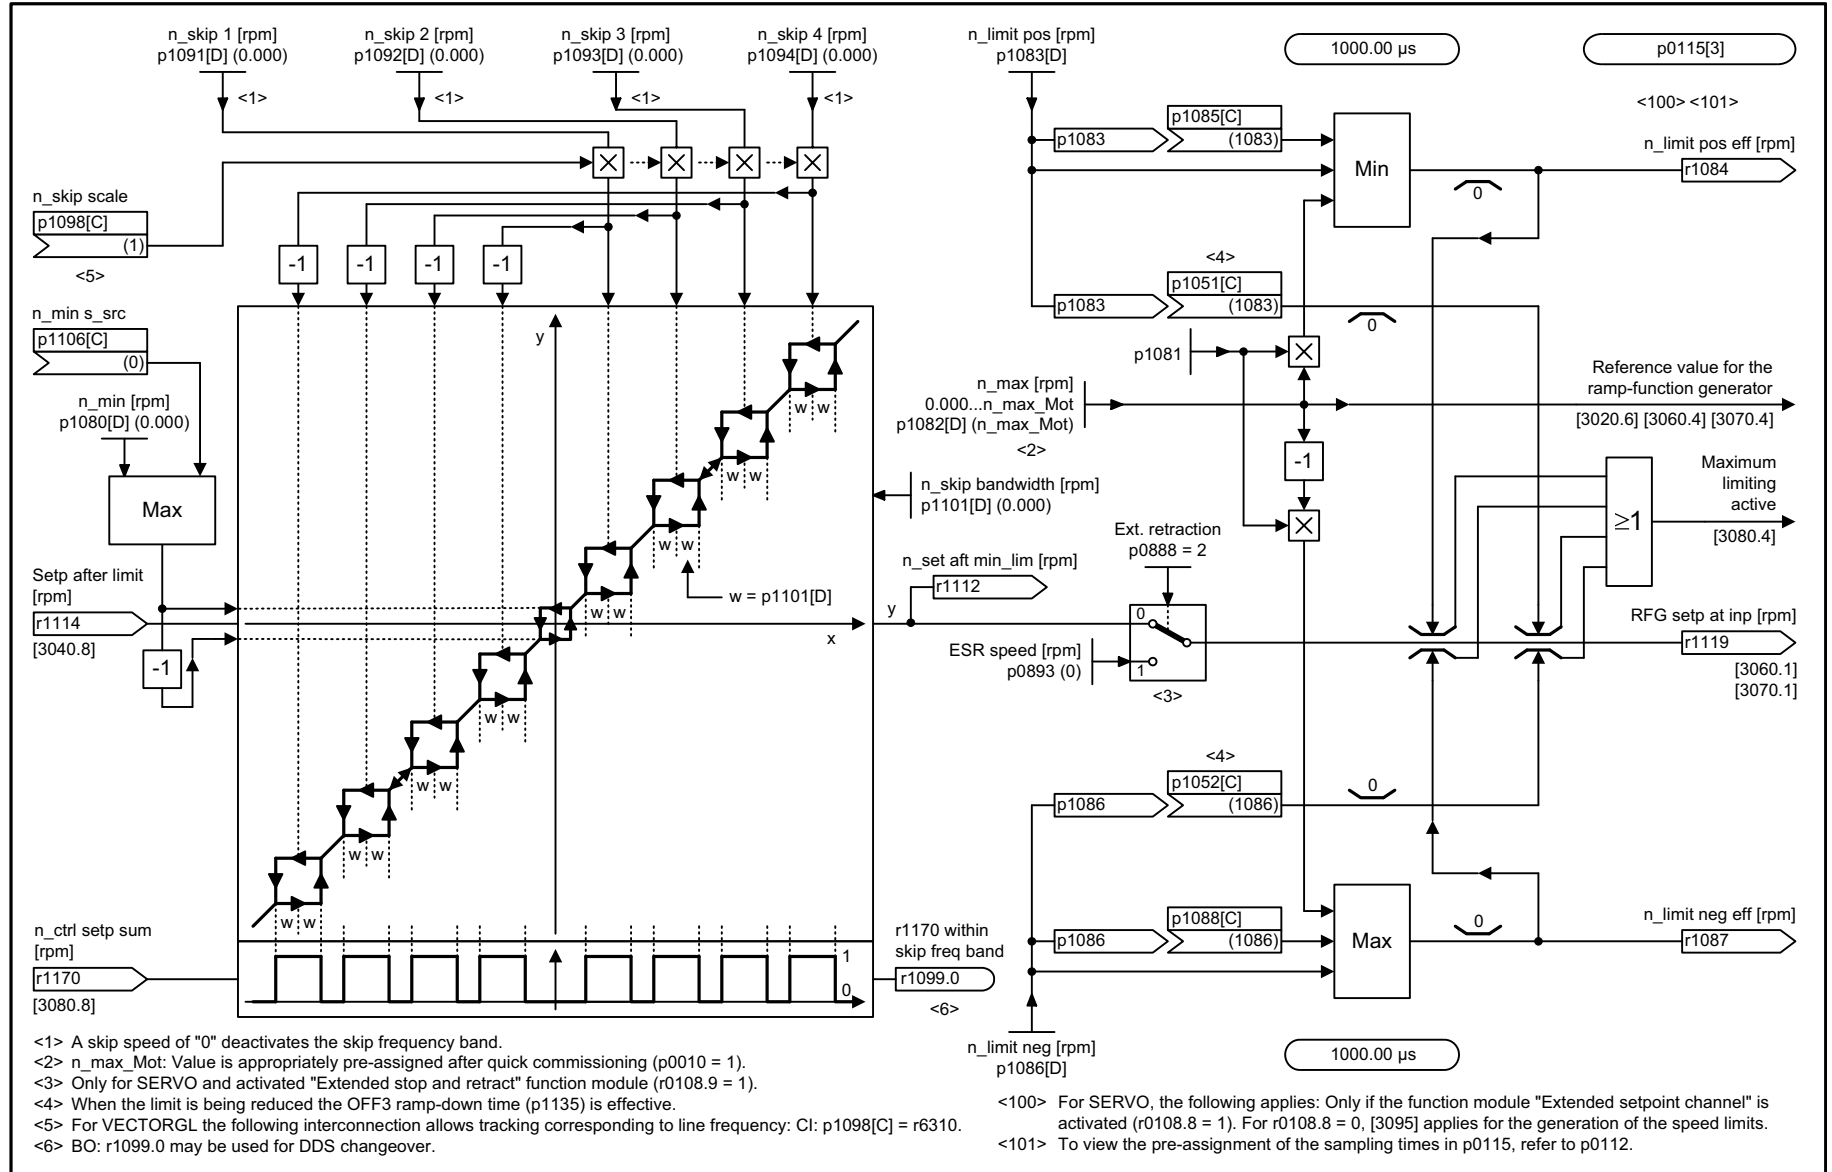 n_skip 1 [rpm]
p1091[D] (0.000)
<1>
n_skip 2 [rpm]
p1092[D] (0.000)
n_skip 3 [rpm]
p1093[D] (0.000)
<1>
n_skip 4 [rpm]
p1094[D] (0.000)
<1>
n_skip scale
p1098[C]
(1)
<5>
-1
-1
-1
-1
n_min s_src
p1106[C]
(0)
n_min [rpm]
p1080[D] (0.000)
Max
Setp after limit
[rpm]
r1114
[3040.8]
-1
y
x
w w
w w
w w
w w
w w
w w
w w
w w
w = p1101[D]
n_skip bandwidth [rpm]
p1101[D] (0.000)
n_ctrl setp sum
[rpm]
r1170
[3080.8]
1
0
r1170 within
skip freq band
r1099.0
<6>
n_set aft min_lim [rpm]
r1112
y
n_limit pos [rpm]
p1083[D]
1000.00 µs
p0115[3]
<100> <101>
p1083
p1085[C]
(1083)
Min
0
n_limit pos eff [rpm]
r1084
<4>
p1083
p1051[C]
(1083)
0
p1081
n_max [rpm]
0.000...n_max_Mot
p1082[D] (n_max_Mot)
<2>
Reference value for the
ramp-function generator
[3020.6] [3060.4] [3070.4]
-1
Maximum
limiting
active
[3080.4]
≥1
Ext. retraction
p0888 = 2
0
1
<3>
ESR speed [rpm]
p0893 (0)
RFG setp at inp [rpm]
r1119
[3060.1]
[3070.1]
<4>
p1086
p1052[C]
(1086)
0
p1086
p1088[C]
(1086)
Max
0
n_limit neg eff [rpm]
r1087
n_limit neg [rpm]
p1086[D]
1000.00 µs
<1> A skip speed of "0" deactivates the skip frequency band.
<2> n_max_Mot: Value is appropriately pre-assigned after quick commissioning (p0010 = 1).
<3> Only for SERVO and activated "Extended stop and retract" function module (r0108.9 = 1).
<4> When the limit is being reduced the OFF3 ramp-down time (p1135) is effective.
<5> For VECTORGL the following interconnection allows tracking corresponding to line frequency: CI: p1098[C] = r6310.
<6> BO: r1099.0 may be used for DDS changeover.
<100> For SERVO, the following applies: Only if the function module "Extended setpoint channel" is
activated (r0108.8 = 1). For r0108.8 = 0, [3095] applies for the generation of the speed limits.
<101> To view the pre-assignment of the sampling times in p0115, refer to p0112.